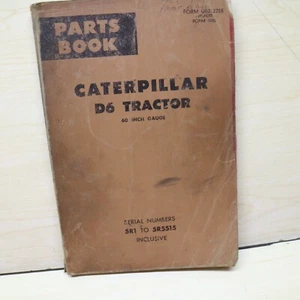 PARTS
BOOK
CATERPILLAR
D6 TRACTOR
60 INCH GAUGE
SERIAL NUMBERS
5R1 TO 5R5515
INCLUSIVE